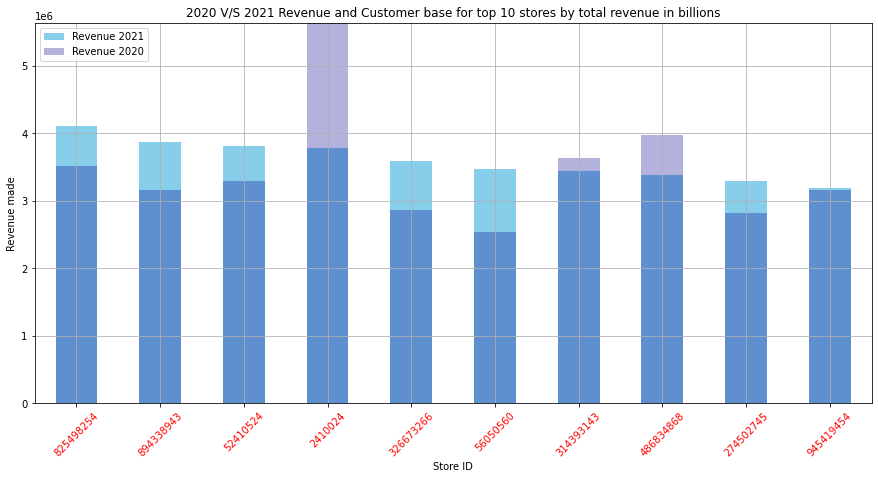 2020 V/S 2021 Revenue and Customer base for top 10 stores by total revenue in billions
1e6
Revenue 2021
Revenue 2020
5
4
3
2
1
0
Revenue made
825498254
894338943
52410524
2410024
326673266
56050560
314393143
486834868
274502745
945419454
Store ID